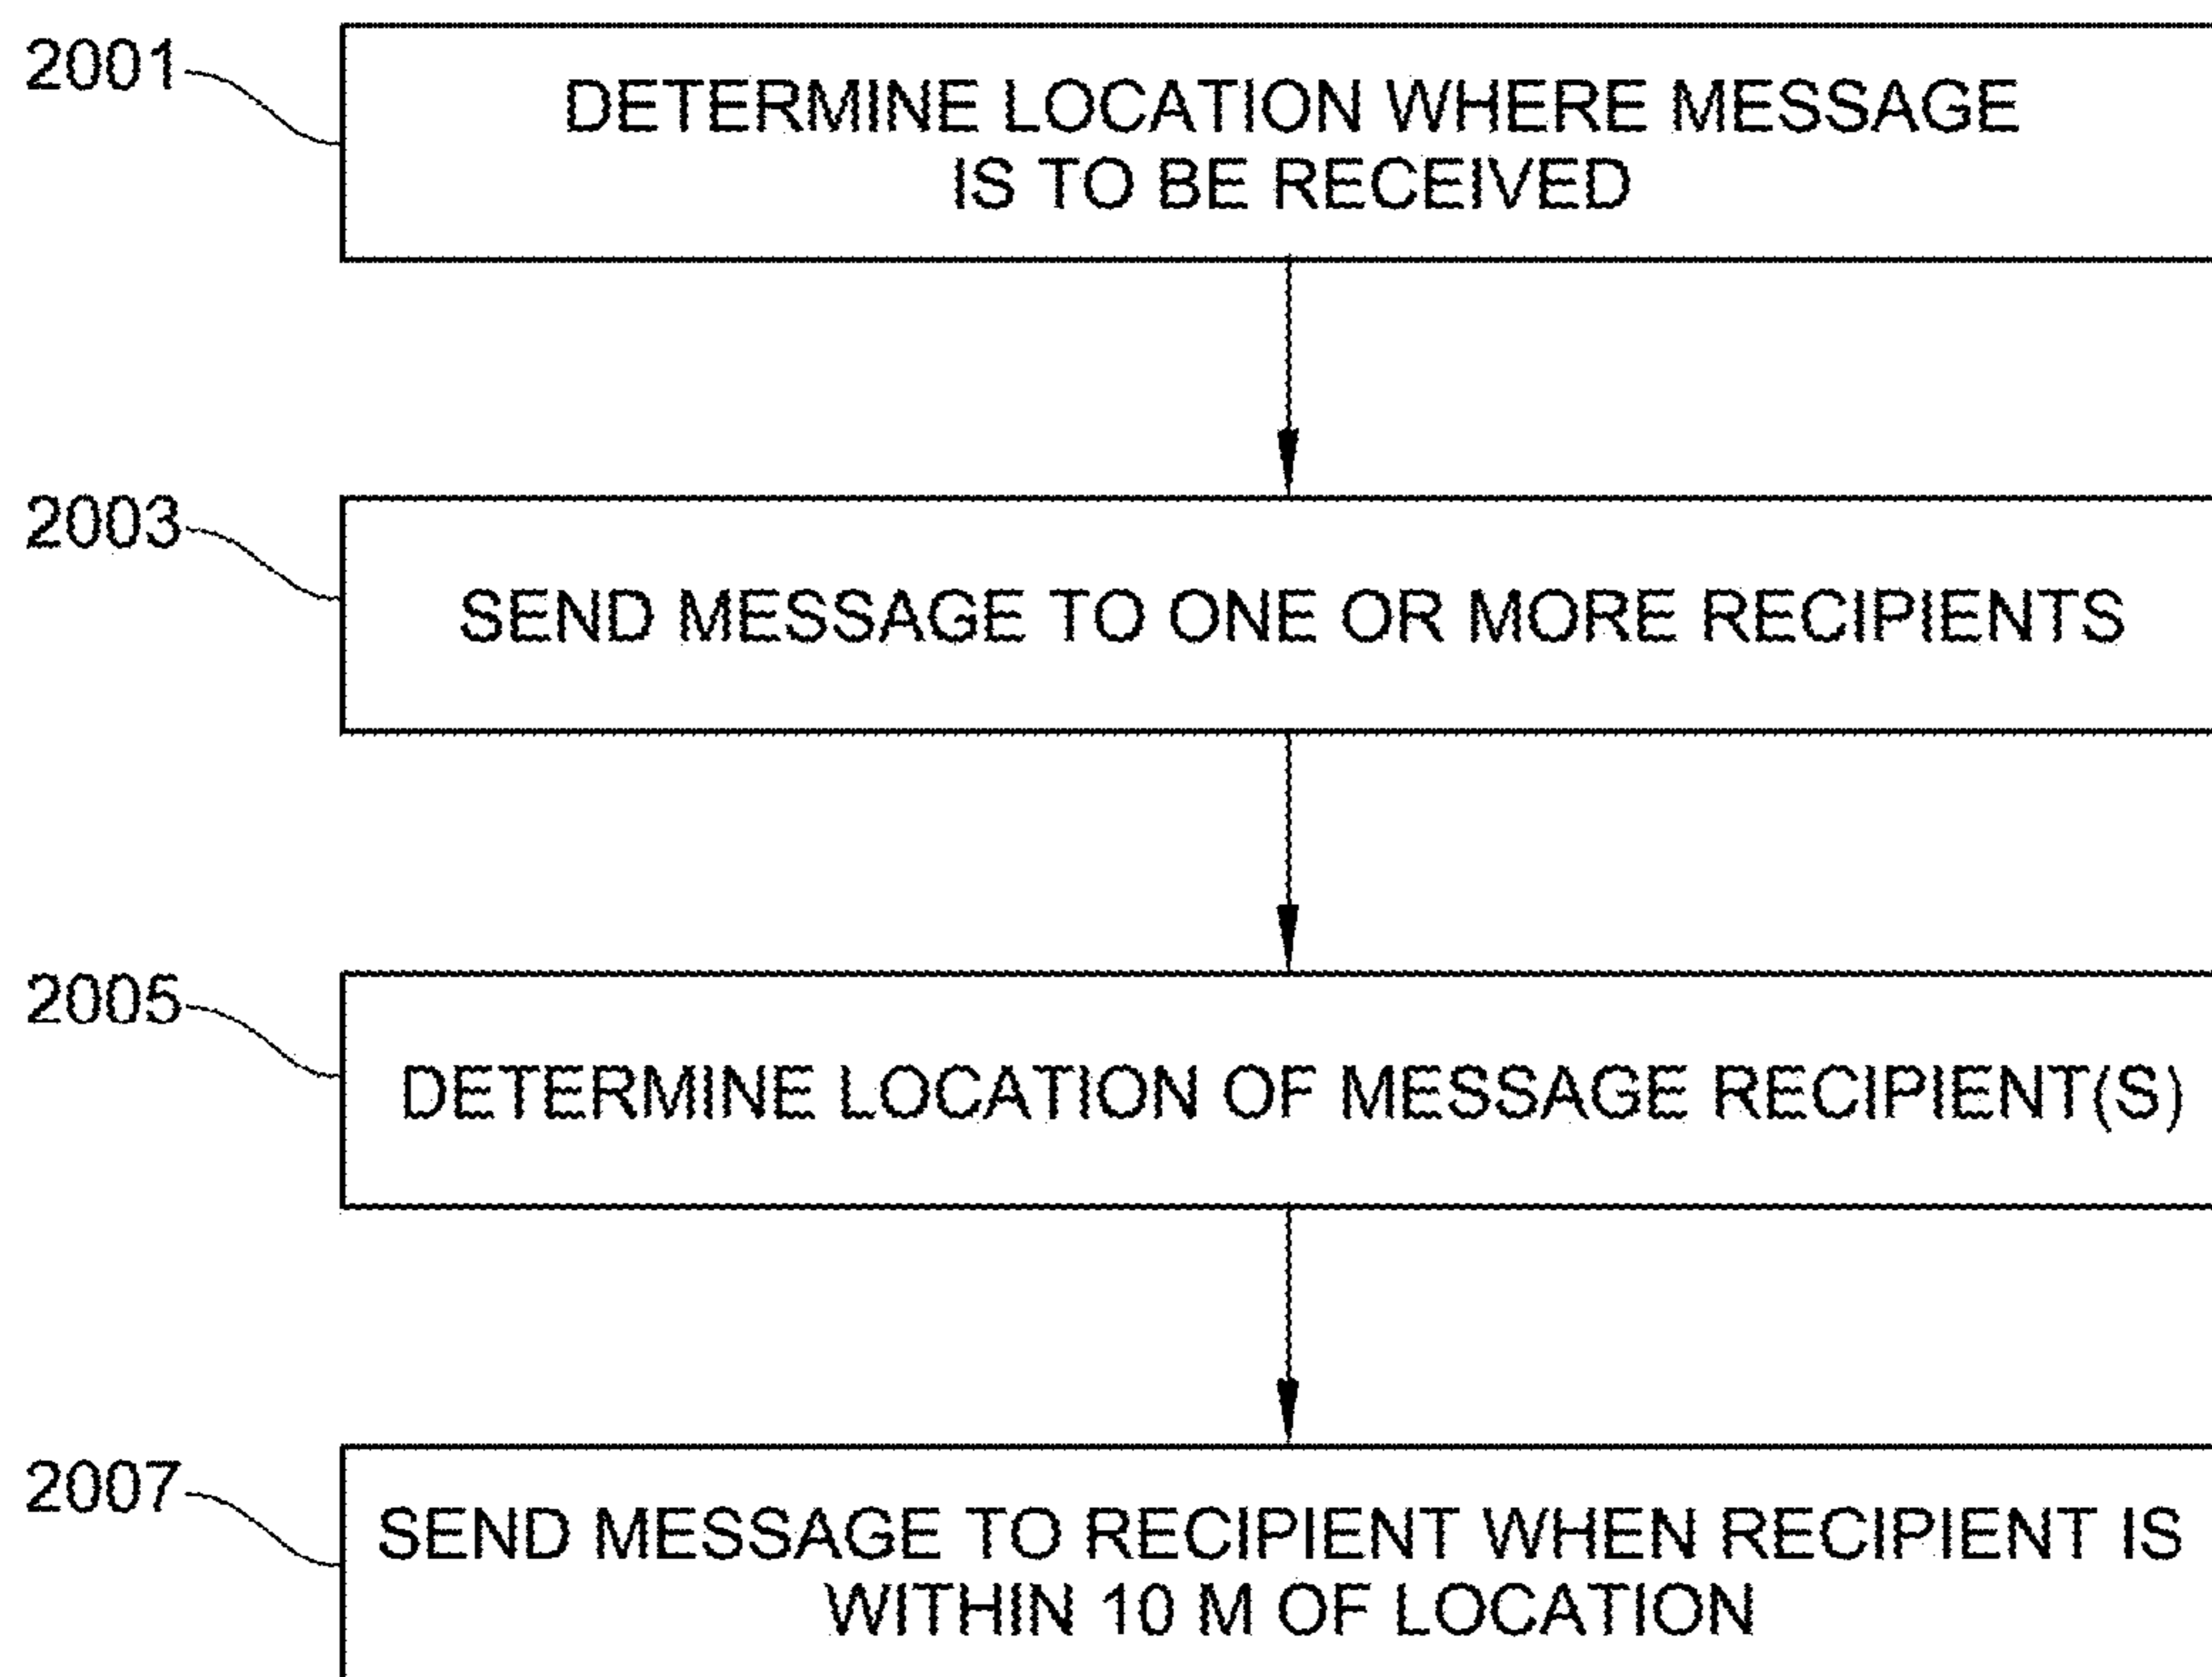 2001
DETERMINE LOCATION WHERE MESSAGE
IS TO BE RECEIVED
2003
SEND MESSAGE TO ONE OR MORE RECIPIENTS
2005
DETERMINE LOCATION OF MESSAGE RECIPIENT(S)
2007
SEND MESSAGE TO RECIPIENT WHEN RECIPIENT IS
WITHIN 10 M OF LOCATION